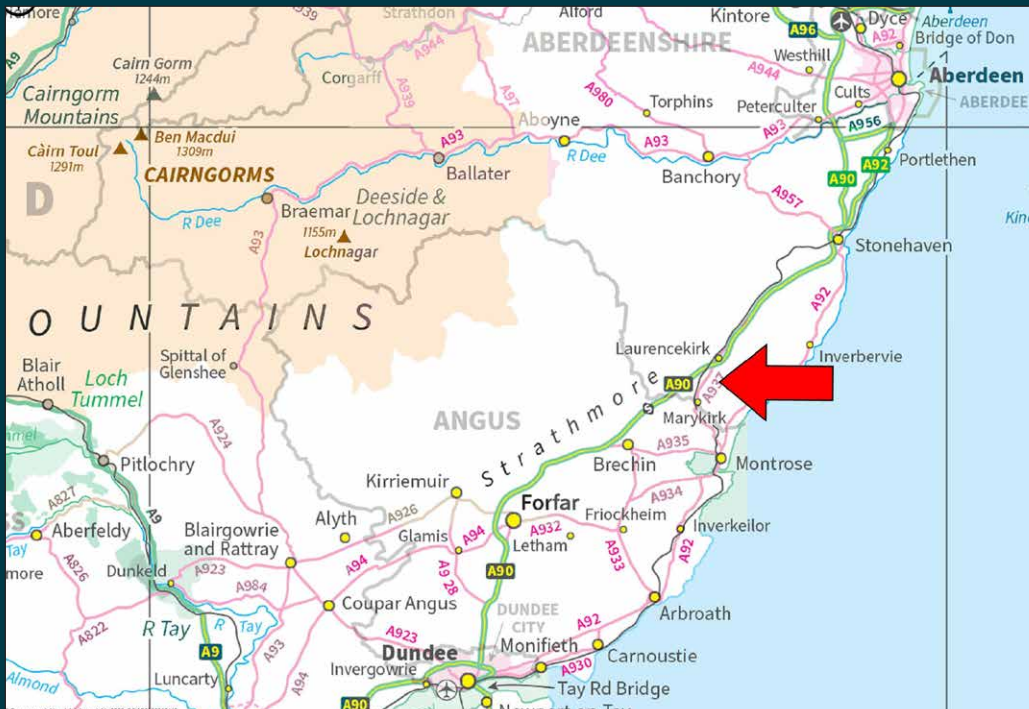 Strathdon
Alford
Kintore
Dyce
Aberdeen
Bridge of Don
A939
A944
A96
A92
Cairn Gorm
1244m
Corgarff
ABERDEENSHIRE
Westhill
A9
A939
A97
A980
A944
Aberdeen
Cairngorm
Mountains
Torphins
Peterculter
Cults
Aboyne
A93
Ben Macdui
1309m
Càirn Toul
1291m
A93
R Dee
A93
A956
A92
Portlethen
CAIRNGORMS
Ballater
Banchory
A90
D
Deeside &
Lochnagar
A957
R Dee
Braemar
1155m
Lochnagar
A93
Stonehaven
OUNTAINS
A92
Blair
Atholl
Loch
Tummel
Spittal of
Glenshee
Laurencekirk
Inverbervie
A90
A937
Marykirk
ANGUS
Strathmore
A924
A935
Brechin
Montrose
Pitlochry
Kirriemuir
A934
A827
A9
Forfar
Friockheim
Inverkeilor
Aberfeldy
Alyth
A926
A932
Tay
Blairgowrie
and Rattray
Glamis
A94
Letham
A933
A92
more
A826
Dunkeld
A923
A984
A94
A9 28
A90
Coupar Angus
Arbroath
A822
R Tay
R Tay
DUNDEE
CITY
A92
A923
Monifieth
Carnoustie
A93
Dundee
A930
Almond
A9
Luncarty
A94
Invergowrie
Tay Rd Bridge
A90